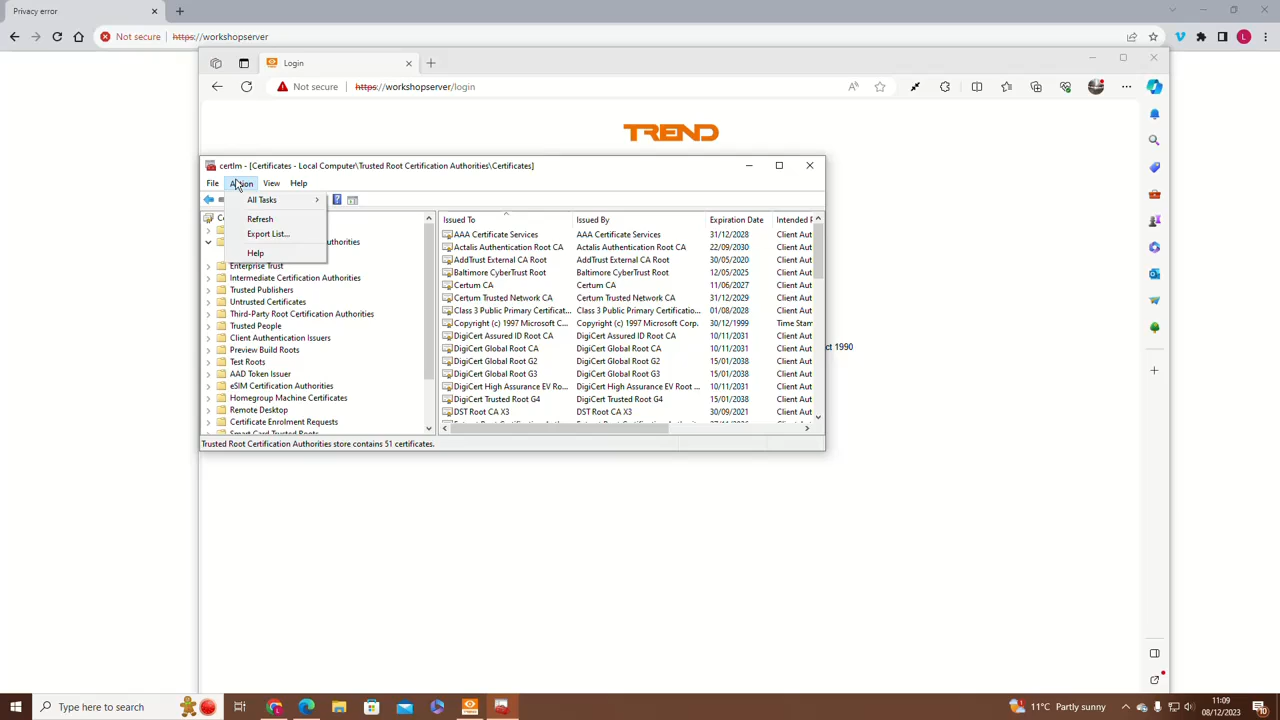 Privacy error
Not secure
https://workshopserver
Login
Not secure
https://workshopserver/login
TREND
certlm - [Certificates - Local Computer\Trusted Root Certification Authorities\Certificates]
File Action View Help
All Tasks
Refresh
Export List...
Help
uthorities
Enterprise Trust
Intermediate Certification Authorities
Trusted Publishers
Untrusted Certificates
Third-Party Root Certification Authorities
Trusted People
Client Authentication Issuers
Preview Build Roots
Test Roots
AAD Token Issuer
eSIM Certification Authorities
Homegroup Machine Certificates
Remote Desktop
Certificate Enrolment Requests
Smart Card Trusted Roots
Issued To Issued By Expiration Date Intended P
AAA Certificate Services AAA Certificate Services 31/12/2028 Client Aut
Actalis Authentication Root CA Actalis Authentication Root CA 22/09/2030 Client Aut
AddTrust External CA Root AddTrust External CA Root 30/05/2020 Client Aut
Baltimore CyberTrust Root Baltimore CyberTrust Root 12/05/2025 Client Aut
Certum CA Certum CA 11/06/2027 Client Aut
Certum Trusted Network CA Certum Trusted Network CA 31/12/2029 Client Aut
Class 3 Public Primary Certificat... Class 3 Public Primary Certificatio... 01/08/2028 Client Aut
Copyright (c) 1997 Microsoft C... Copyright (c) 1997 Microsoft Corp. 30/12/1999 Time Stam
DigiCert Assured ID Root CA DigiCert Assured ID Root CA 10/11/2031 Client Aut
DigiCert Global Root CA DigiCert Global Root CA 10/11/2031 Client Aut
DigiCert Global Root G2 DigiCert Global Root G2 15/01/2038 Client Aut
DigiCert Global Root G3 DigiCert Global Root G3 15/01/2038 Client Aut
DigiCert High Assurance EV Ro... DigiCert High Assurance EV Root ... 10/11/2031 Client Aut
DigiCert Trusted Root G4 DigiCert Trusted Root G4 15/01/2038 Client Aut
DST Root CA X3 DST Root CA X3 30/09/2021 Client Aut
ct 1990
Trusted Root Certification Authorities store contains 51 certificates.
Type here to search
11°C Partly sunny
11:09
08/12/2023
10